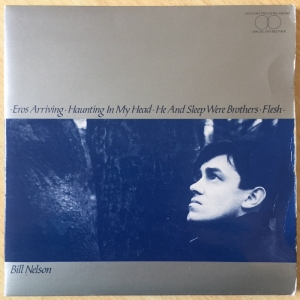 ·Eros Arriving·Haunting In My Head·He And Sleep Were Brothers·Flesh·
Bill Nelson